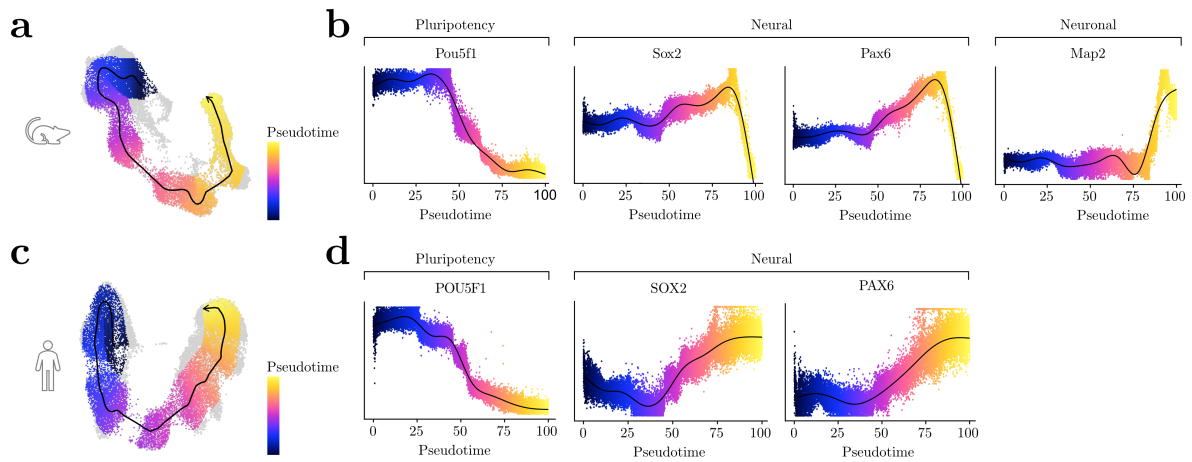 a
Pseudotime
b
Pluripotency Neural Neuronal
Pou5f1 Sox2 Pax6 Map2
0 25 50 75 100 0 25 50 75 100 0 25 50 75 100 0 25 50 75 100
Pseudotime Pseudotime Pseudotime Pseudotime
c
Pseudotime
d
Pluripotency Neural
POU5F1 SOX2 PAX6
0 25 50 75 100 0 25 50 75 100 0 25 50 75 100
Pseudotime Pseudotime Pseudotime